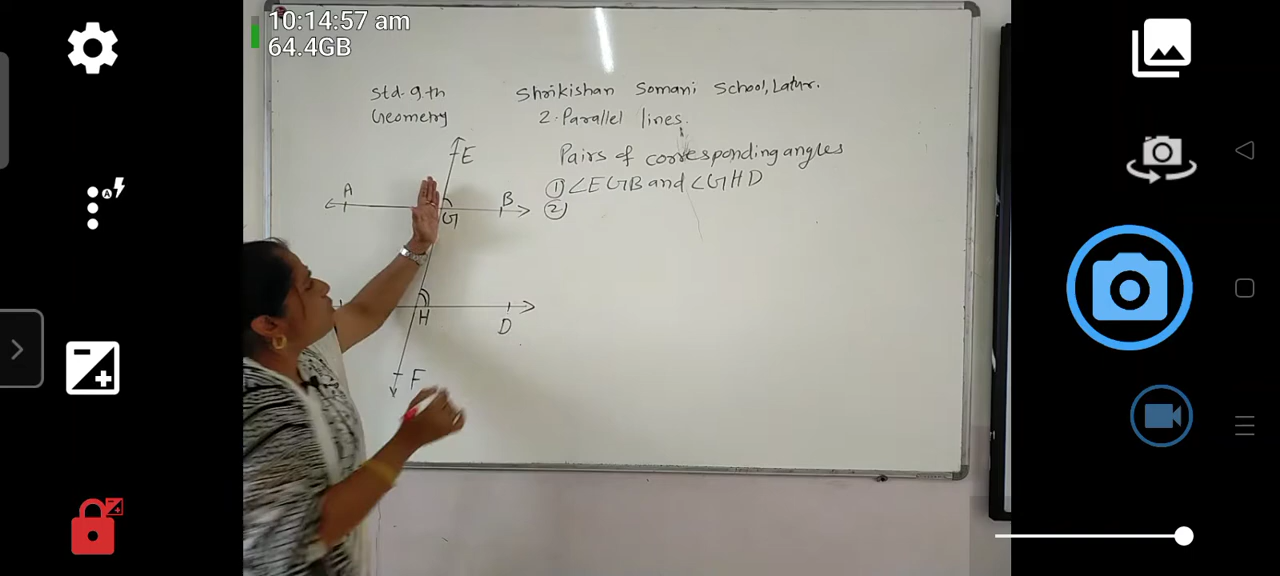 10:14:57 am
64.4GB
Std. 9th
Geometry
Shrikishan Somani School, Latur.
2. Parallel lines.
Pairs of corresponding angles
① ∠EGB and ∠GHD
②
E
A
B
G
H
D
F